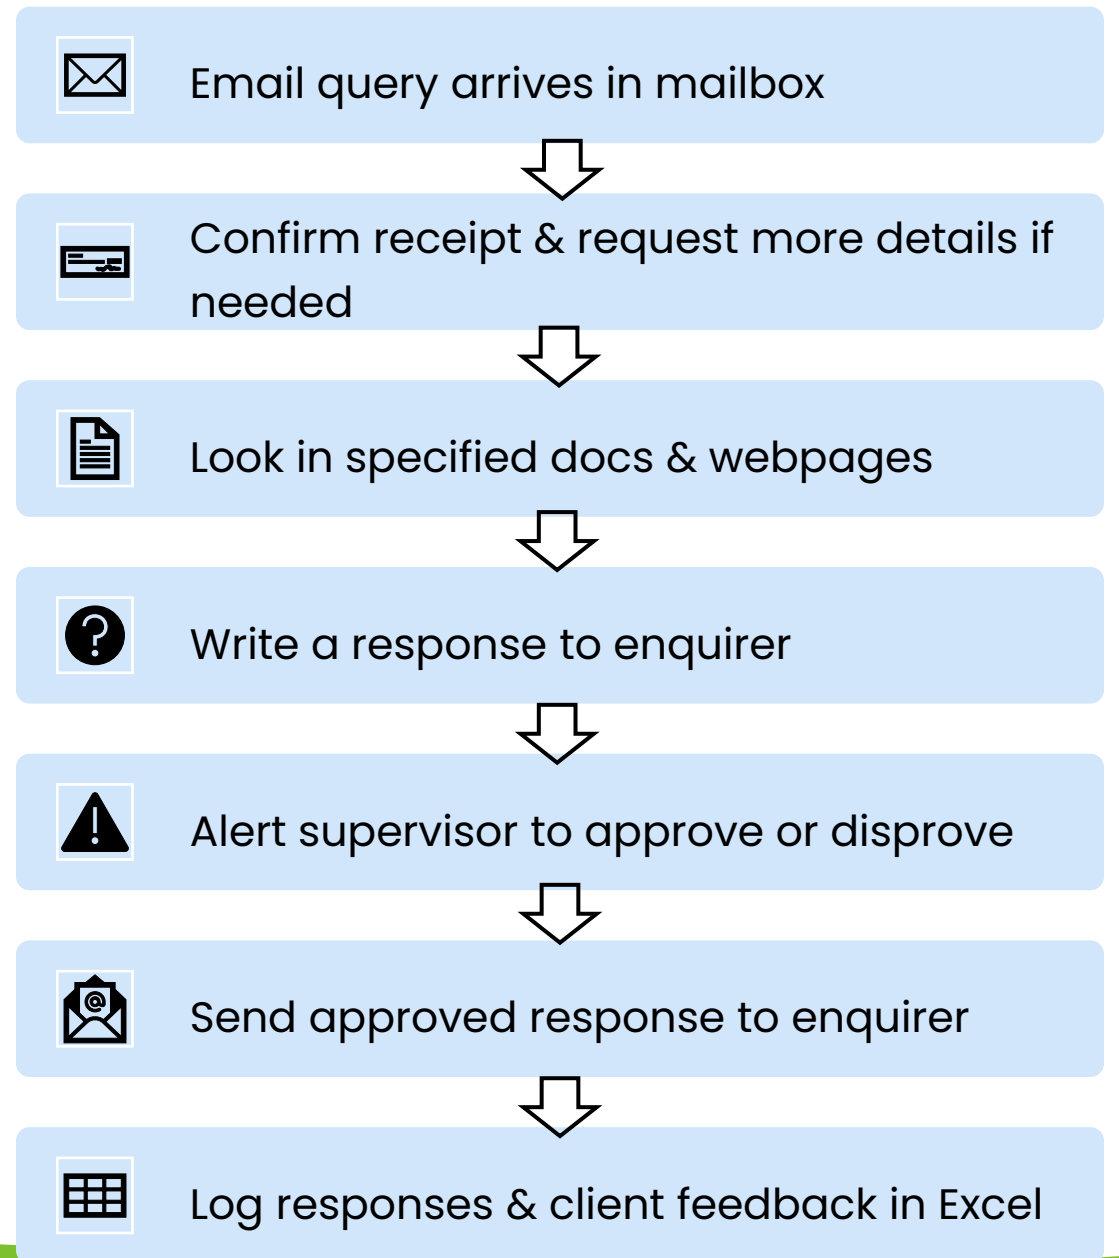 Email query arrives in mailbox
Confirm receipt & request more details if
needed
Look in specified docs & webpages
Write a response to enquirer
Alert supervisor to approve or disprove
Send approved response to enquirer
Log responses & client feedback in Excel